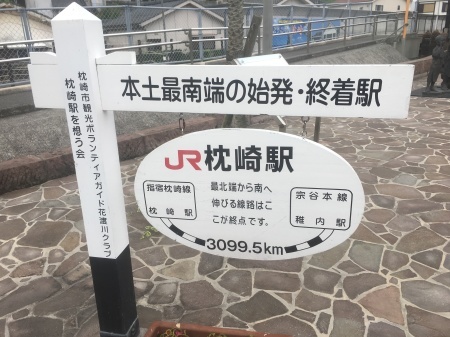 本土最南端の始発・終着駅
枕崎市観光ボランティアガイド花渡川クラブ
枕崎駅を想う会
JR枕崎駅
指宿枕崎線
枕崎駅
最北端から南へ
伸びる線路はこ
こが終点です。
宗谷本線
稚内駅
3099.5km